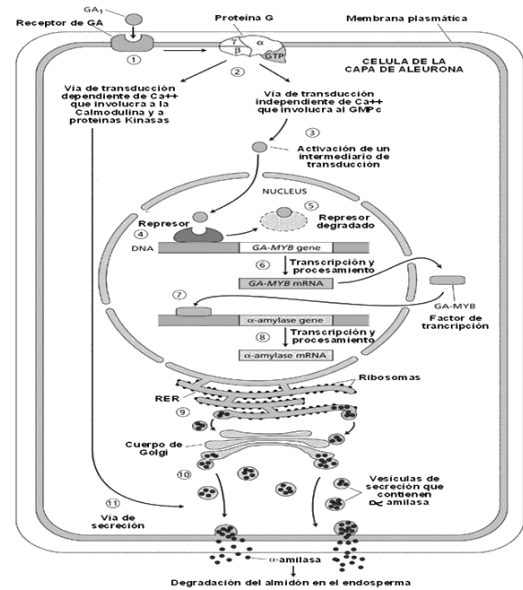 GA₁
Receptor de GA
Proteína G
Membrana plasmática
γ
α
β
GTP
1
2
CELULA DE LA
CAPA DE ALEURONA
Vía de transducción
dependiente de Ca++
que involucra a la
Calmodulina y a
proteínas Kinasas
Vía de transducción
independiente de Ca++
que involucra al GMPc
3
Activación de un
intermediario de
transducción
NUCLEUS
Represor
4
5
Represor
degradado
DNA
GA-MYB gene
6
Transcripción y
procesamiento
GA-MYB mRNA
7
GA-MYB
Factor de
trancripción
α-amylase gene
8
Transcripción y
procesamiento
α-amylase mRNA
Ribosomas
RER
9
Cuerpo de
Golgi
10
Vesículas de
secreción que
contienen
α amilasa
11
Vía de
secreción
α-amilasa
Degradación del almidón en el endosperma